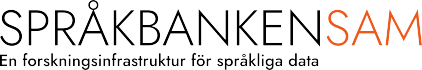 SPRÅKBANKENSAM
En forskningsinfrastruktur för språkliga data